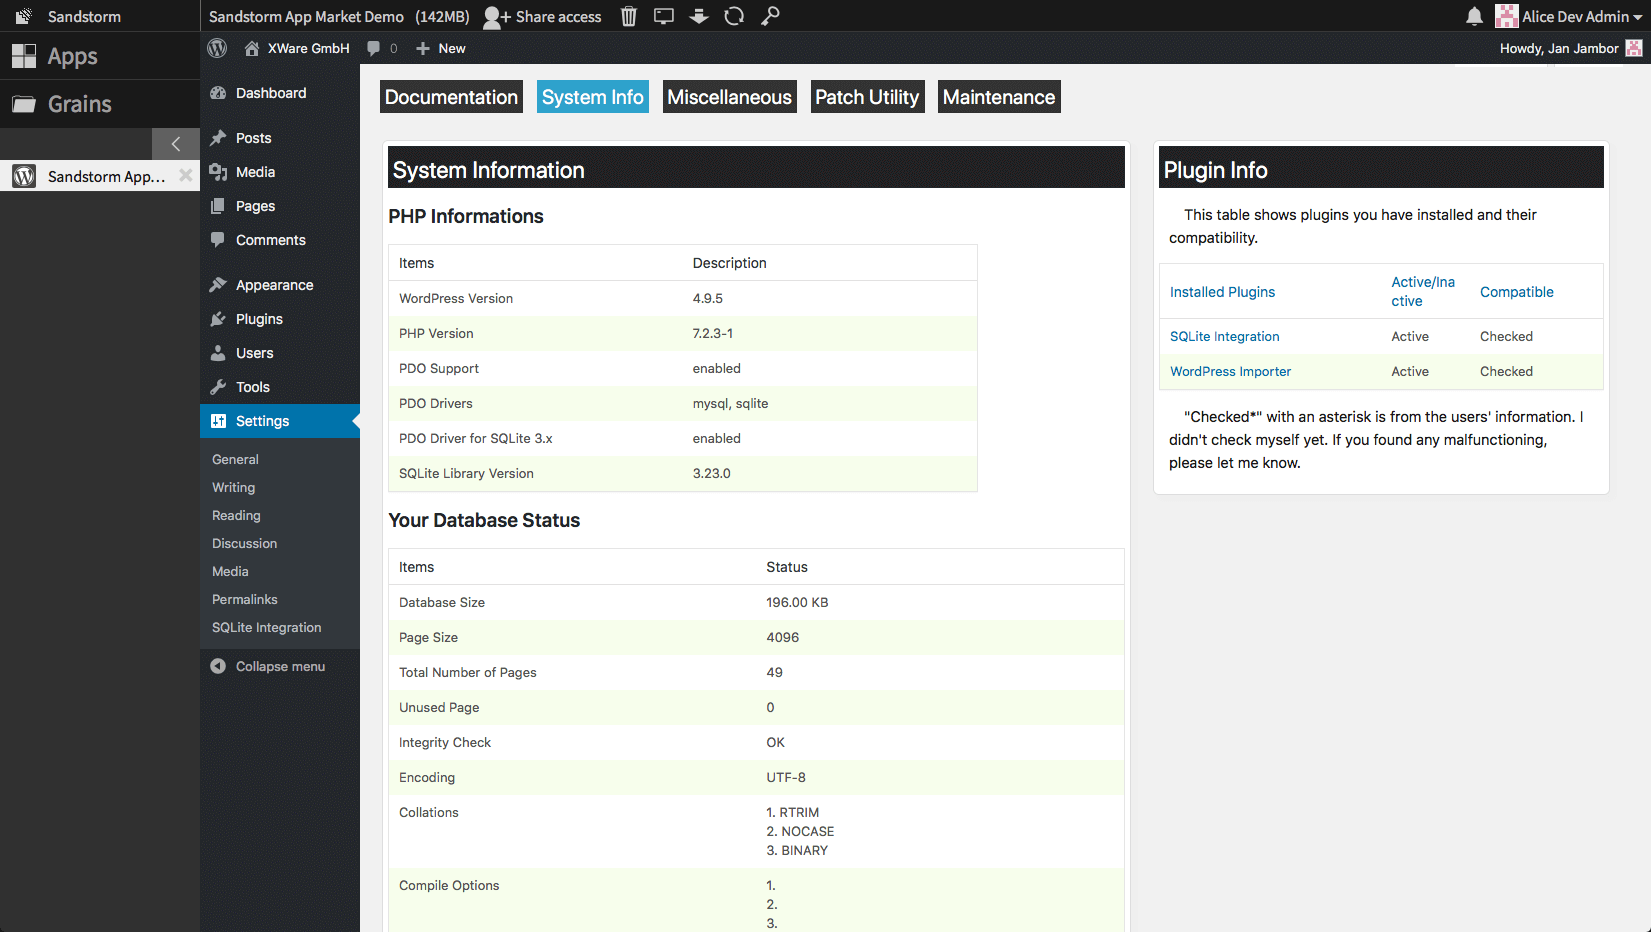 Sandstorm
Sandstorm App Market Demo (142MB) Share access
Alice Dev Admin
Apps
Grains
Sandstorm App...
XWare GmbH 0 New
Howdy, Jan Jambor
Dashboard
Posts
Media
Pages
Comments
Appearance
Plugins
Users
Tools
Settings
General
Writing
Reading
Discussion
Media
Permalinks
SQLite Integration
Collapse menu
Documentation System Info Miscellaneous Patch Utility Maintenance
System Information
PHP Informations
Items Description
WordPress Version 4.9.5
PHP Version 7.2.3-1
PDO Support enabled
PDO Drivers mysql, sqlite
PDO Driver for SQLite 3.x enabled
SQLite Library Version 3.23.0
Your Database Status
Items Status
Database Size 196.00 KB
Page Size 4096
Total Number of Pages 49
Unused Page 0
Integrity Check OK
Encoding UTF-8
Collations 1. RTRIM
2. NOCASE
3. BINARY
Compile Options 1.
2.
3.
Plugin Info
This table shows plugins you have installed and their
compatibility.
Installed Plugins Active/Ina
ctive Compatible
SQLite Integration Active Checked
WordPress Importer Active Checked
"Checked*" with an asterisk is from the users' information. I
didn't check myself yet. If you found any malfunctioning,
please let me know.